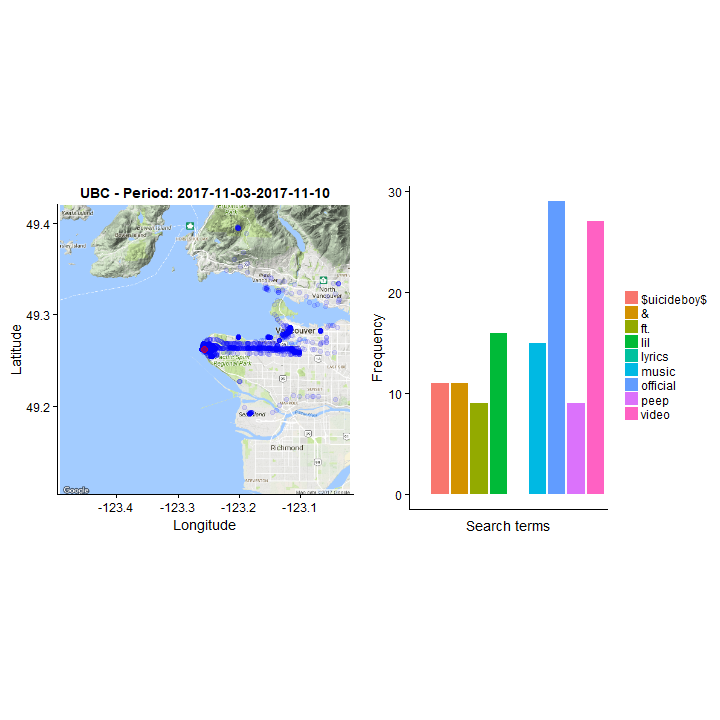 UBC - Period: 2017-11-03-2017-11-10
49.4
49.3
49.2
Latitude
North
Vancouver
Vancouver
Regional Park
Richmond
Google
-123.4
-123.3
-123.2
-123.1
Longitude
30
20
10
0
Frequency
Search terms
$uicideboy$
&
ft.
lil
lyrics
music
official
peep
video